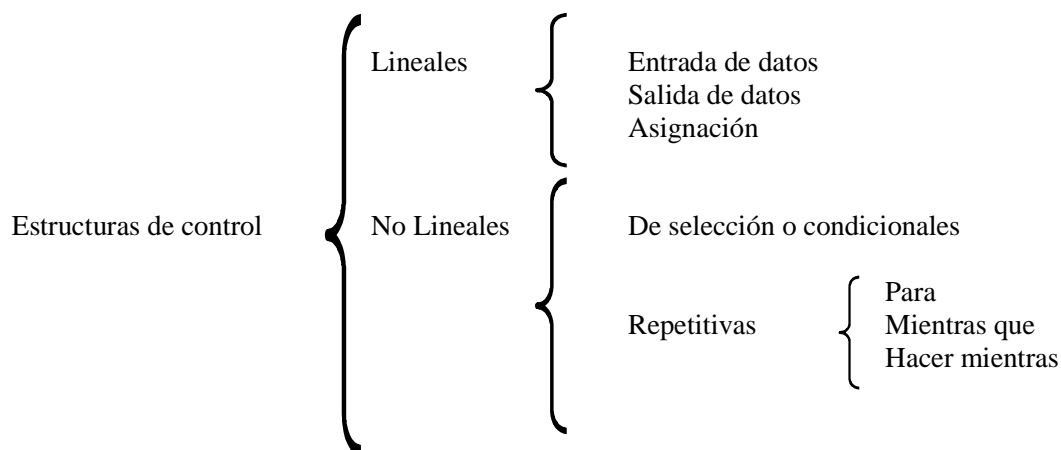 Estructuras de control
Lineales
Entrada de datos
Salida de datos
Asignación
No Lineales
De selección o condicionales
Repetitivas
Para
Mientras que
Hacer mientras